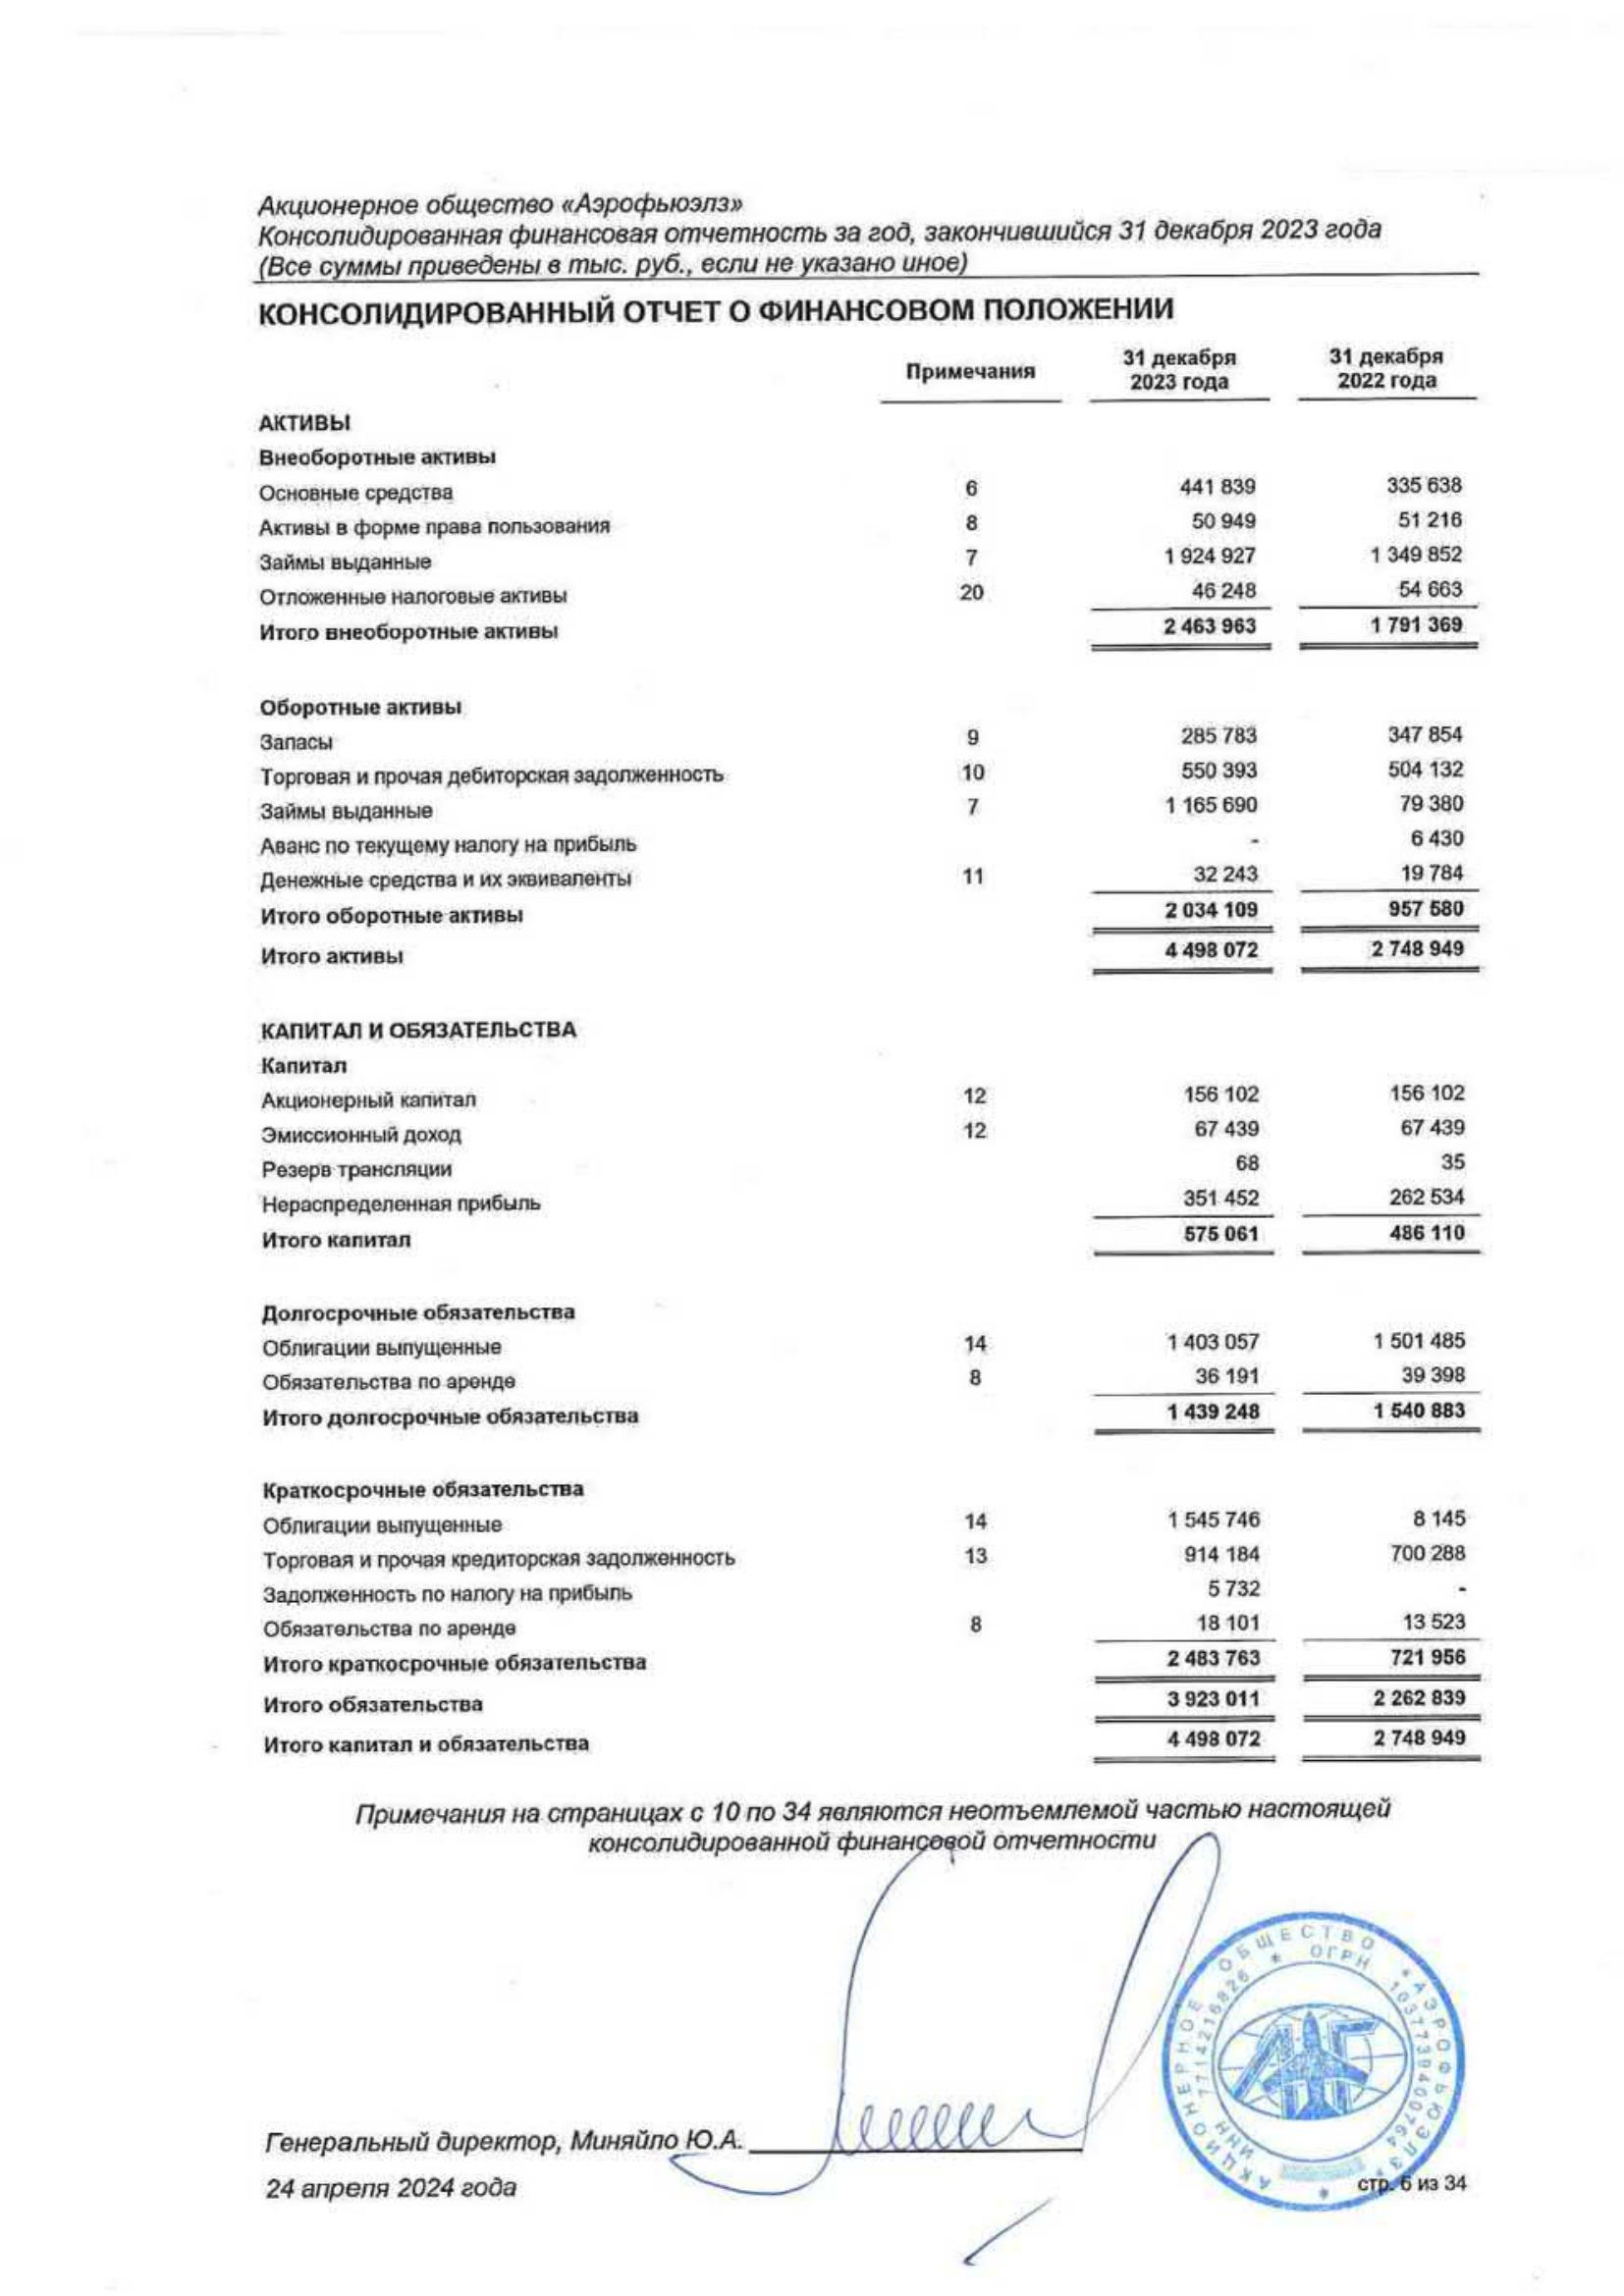 Акционерное общество «Аэрофьюэлз»
Консолидированная финансовая отчетность за год, закончившийся 31 декабря 2023 года
(Все суммы приведены в тыс. руб., если не указано иное)
КОНСОЛИДИРОВАННЫЙ ОТЧЕТ О ФИНАНСОВОМ ПОЛОЖЕНИИ
Примечания 31 декабря 2023 года 31 декабря 2022 года
АКТИВЫ
Внеоборотные активы
Основные средства 6 441 839 335 638
Активы в форме права пользования 8 50 949 51 216
Займы выданные 7 1 924 927 1 349 852
Отложенные налоговые активы 20 46 248 54 663
Итого внеоборотные активы 2 463 963 1 791 369
Оборотные активы
Запасы 9 285 783 347 854
Торговая и прочая дебиторская задолженность 10 550 393 504 132
Займы выданные 7 1 165 690 79 380
Аванс по текущему налогу на прибыль - 6 430
Денежные средства и их эквиваленты 11 32 243 19 784
Итого оборотные активы 2 034 109 957 580
Итого активы 4 498 072 2 748 949
КАПИТАЛ И ОБЯЗАТЕЛЬСТВА
Капитал
Акционерный капитал 12 156 102 156 102
Эмиссионный доход 12 67 439 67 439
Резерв трансляции 68 35
Нераспределенная прибыль 351 452 262 534
Итого капитал 575 061 486 110
Долгосрочные обязательства
Облигации выпущенные 14 1 403 057 1 501 485
Обязательства по аренде 8 36 191 39 398
Итого долгосрочные обязательства 1 439 248 1 540 883
Краткосрочные обязательства
Облигации выпущенные 14 1 545 746 8 145
Торговая и прочая кредиторская задолженность 13 914 184 700 288
Задолженность по налогу на прибыль 5 732 -
Обязательства по аренде 8 18 101 13 523
Итого краткосрочные обязательства 2 483 763 721 956
Итого обязательства 3 923 011 2 262 839
Итого капитал и обязательства 4 498 072 2 748 949
Примечания на страницах с 10 по 34 являются неотъемлемой частью настоящей
консолидированной финансовой отчетности
АКЦИОНЕРНОЕ ОБЩЕСТВО «АЭРОФЬЮЭЛЗ»
ИНН 7714216826 * ОГРН
Генеральный директор, Миняйло Ю.А.
24 апреля 2024 года
стр. 6 из 34